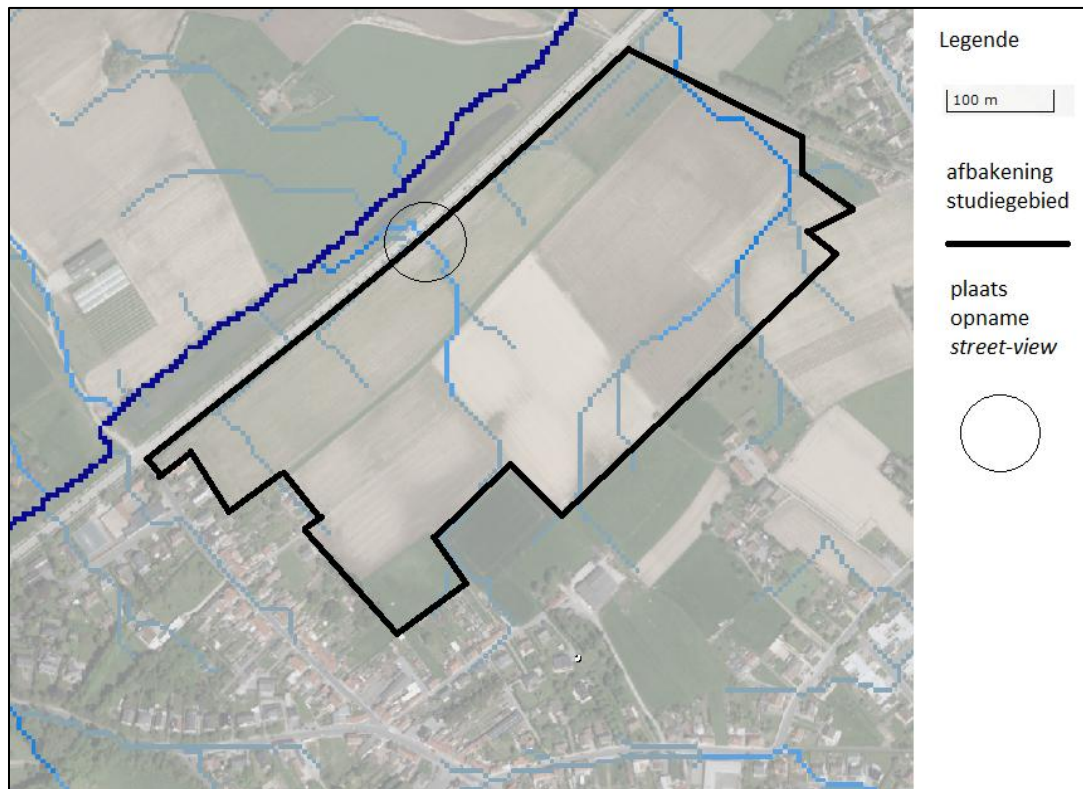 Legende
100 m
afbakening
studiegebied
plaats
opname
street-view